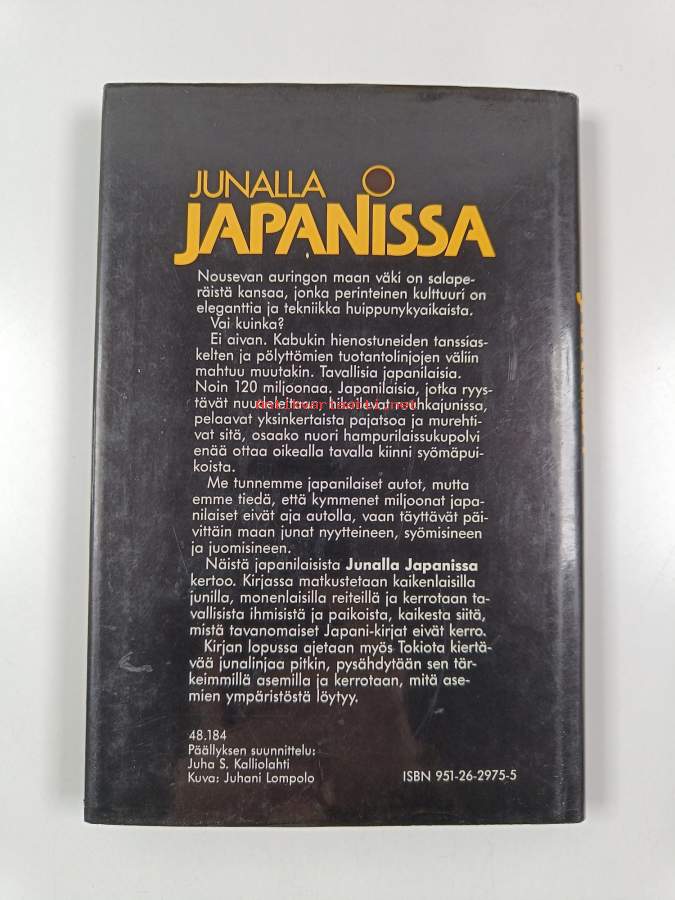 JUNALLA
JAPANISSA
Nousevan auringon maan väki on salape-
räistä kansaa, jonka perinteinen kulttuuri on
eleganttia ja tekniikka huippunykyaikaista.
Vai kuinka?
Ei aivan. Kabukin hienostuneiden tanssias-
kelten ja pölyttömien tuotantolinjojen väliin
mahtuu muutakin. Tavallisia japanilaisia.
Noin 120 miljoonaa. Japanilaisia, jotka ryys-
tävät nuudeleitaan, hikoilevat ruuhkajunissa,
pelaavat yksinkertaista pajatsoa ja murehti-
vat sitä, osaako nuori hampurilaissukupolvi
enää ottaa oikealla tavalla kiinni syömäpui-
koista.
Me tunnemme japanilaiset autot, mutta
emme tiedä, että kymmenet miljoonat japa-
nilaiset eivät aja autolla, vaan täyttävät päi-
vittäin maan junat nyytteineen, syömisineen
ja juomisineen.
Näistä japanilaisista Junalla Japanissa
kertoo. Kirjassa matkustetaan kaikenlaisilla
junilla, monenlaisilla reiteillä ja kerrotaan ta-
vallisista ihmisistä ja paikoista, kaikesta siitä,
mistä tavanomaiset Japani-kirjat eivät kerro.
Kirjan lopussa ajetaan myös Tokiota kiertä-
vää junalinjaa pitkin, pysähdytään sen tär-
keimmillä asemilla ja kerrotaan, mitä ase-
mien ympäristöstä löytyy.
48.184
Päällyksen suunnittelu:
Juha S. Kalliolahti
Kuva: Juhani Lompolo
ISBN 951-26-2975-5